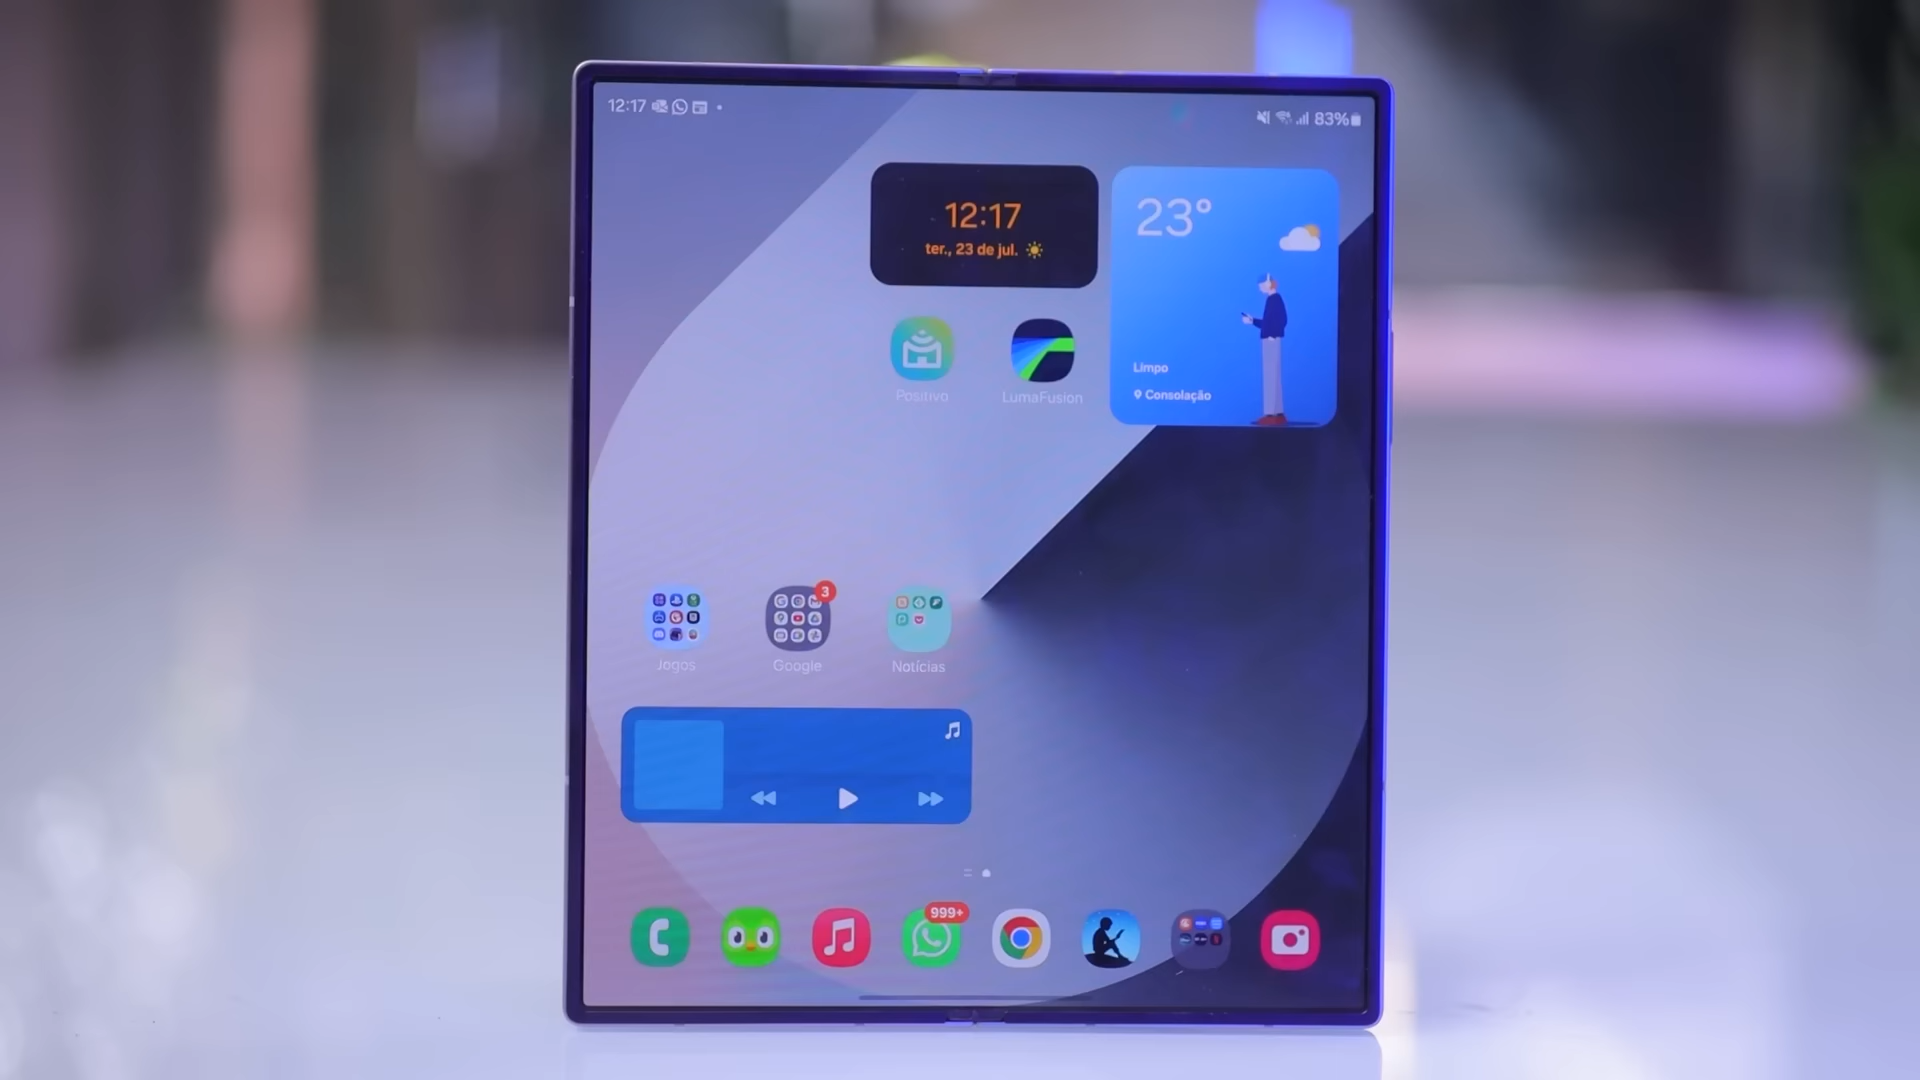 12:17
83%
12:17
ter., 23 de jul.
23°
Limpo
Consolação
Positivo
LumaFusion
3
Jogos
Google
Notícias
999+